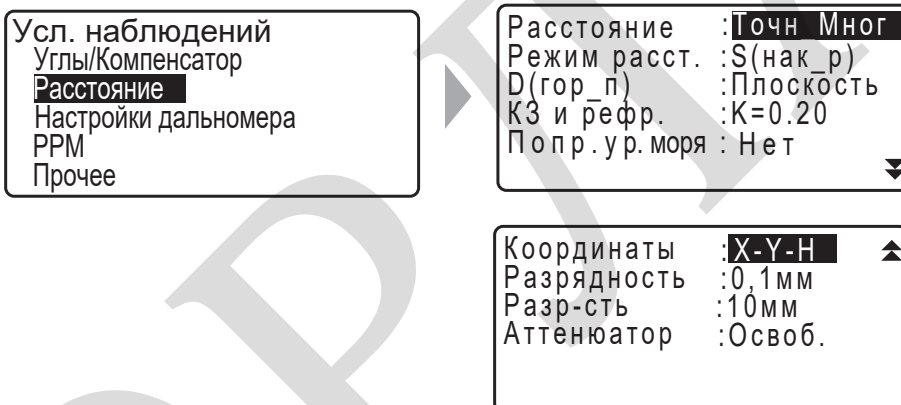 Усл. наблюдений
Углы/Компенсатор
Расстояние
Настройки дальномера
PPM
Прочее
Расстояние :Точн_Мног
Режим расст. :S(нак_р)
D(гор_п) :Плоскость
КЗ и рефр. :K=0.20
Попр.ур.моря : Нет
Координаты :X-Y-H
Разрядность :0,1мм
Разр-сть :10мм
Аттенюатор :Освоб.